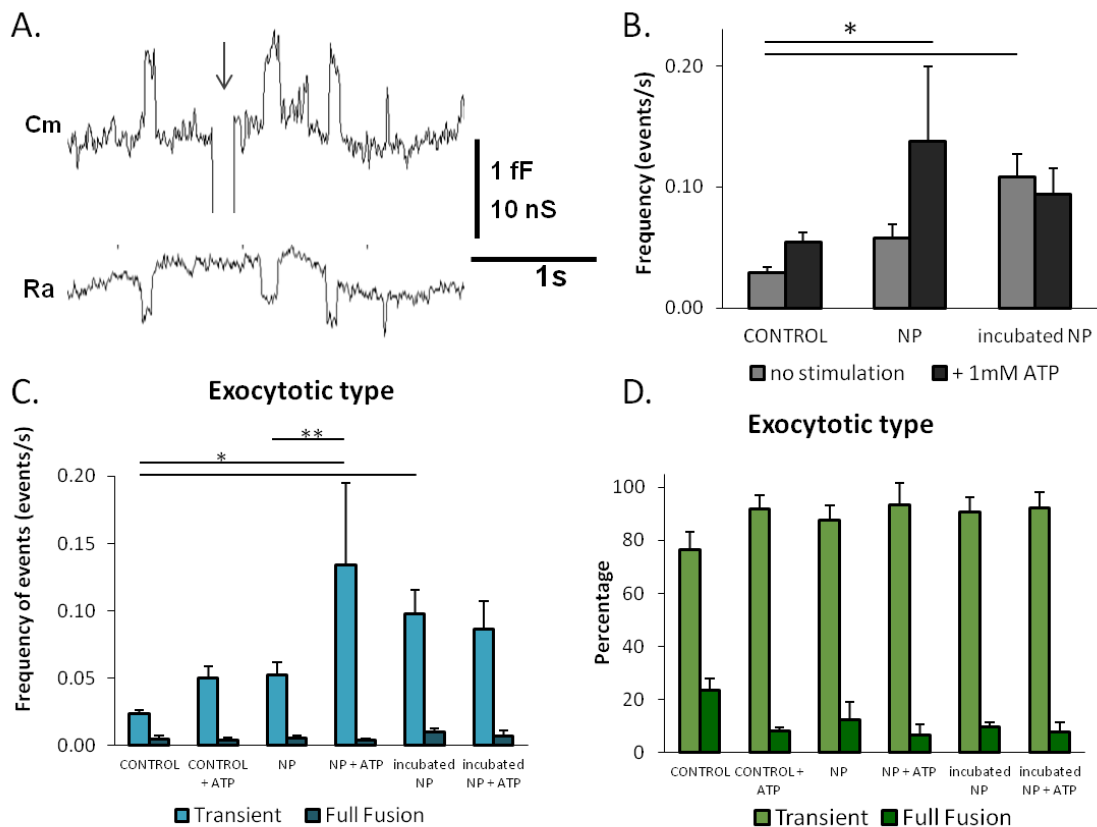 A.
Cm
1 fF
10 nS
Ra
1s
B.
*
Frequency (events/s)
0.20
0.10
0.00
CONTROL NP incubated NP
no stimulation + 1mM ATP
C.
Exocytotic type
**
*
Frequency of events (events/s)
0.20
0.15
0.10
0.05
0.00
CONTROL CONTROL + ATP NP NP + ATP incubated NP incubated NP + ATP
Transient Full Fusion
D.
Exocytotic type
Percentage
100
80
60
40
20
0
CONTROL CONTROL + ATP NP NP + ATP incubated NP incubated NP + ATP
Transient Full Fusion